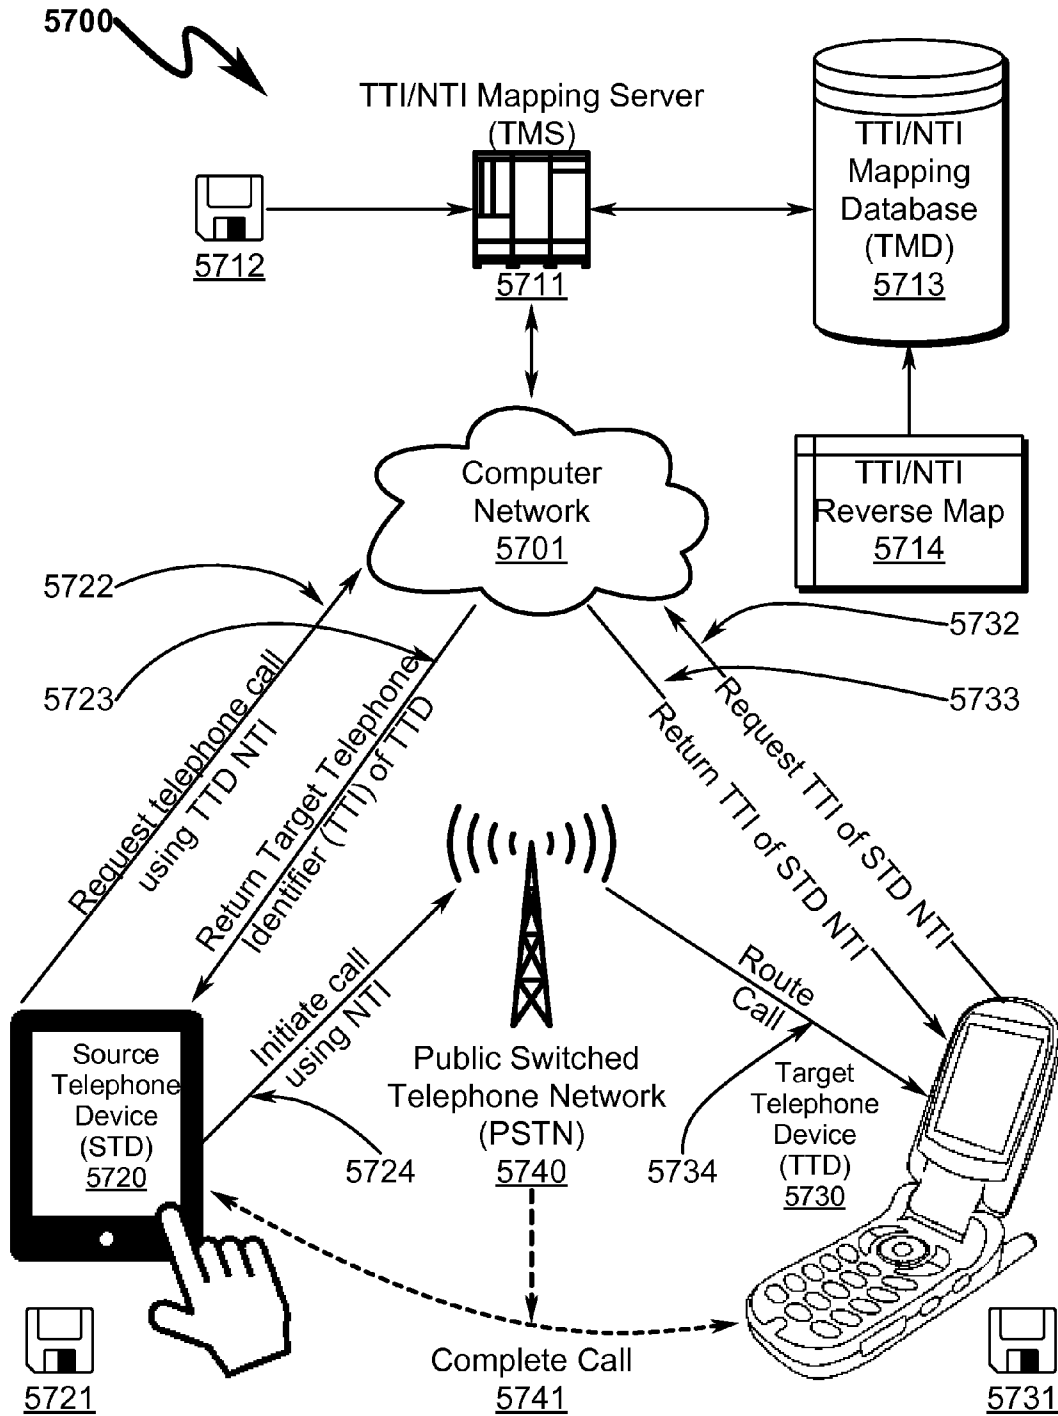 5700
TTI/NTI Mapping Server
(TMS)
5711
5712
TTI/NTI
Mapping
Database
(TMD)
5713
TTI/NTI
Reverse Map
5714
Computer
Network
5701
5722
5723
5732
5733
Request telephone call
using TTD NTI
Return Target Telephone
Identifier (TTI) of TTD
Return TTI of STD NTI
Request TTI of STD NTI
Initiate call
using NTI
Route
Call
Source
Telephone
Device
(STD)
5720
5724
Public Switched
Telephone Network
(PSTN)
5740
5734
Target
Telephone
Device
(TTD)
5730
Complete Call
5741
5721
5731